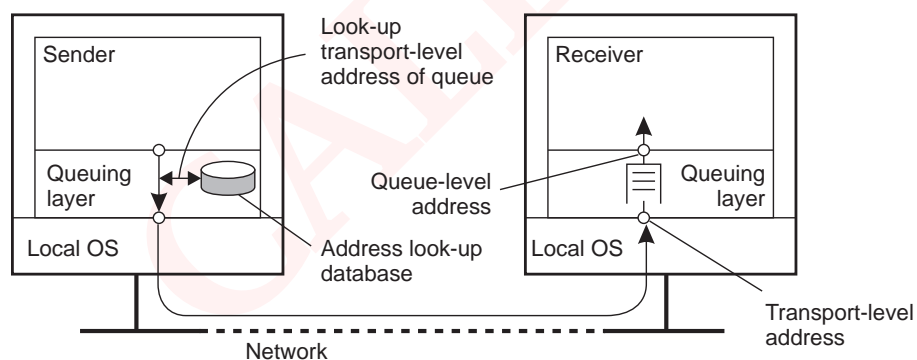 Look-up
transport-level
address of queue
Sender
Receiver
Queuing
layer
Queue-level
address
Queuing
layer
Local OS
Address look-up
database
Local OS
Transport-level
address
Network